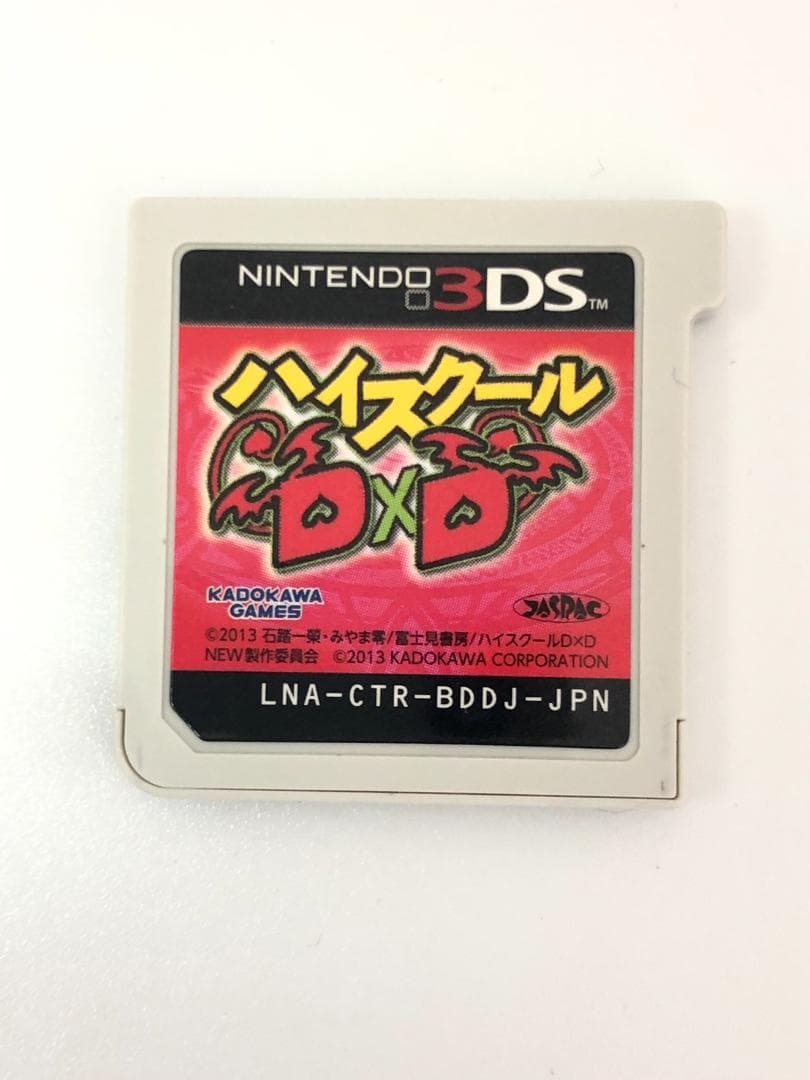 NINTENDO 3DS™
ハイスクール
D×D
KADOKAWA
GAMES
JASRAC
©2013 石踏一榮・みやま零/富士見書房/ハイスクールD×D
NEW製作委員会 ©2013 KADOKAWA CORPORATION
LNA-CTR-BDDJ-JPN